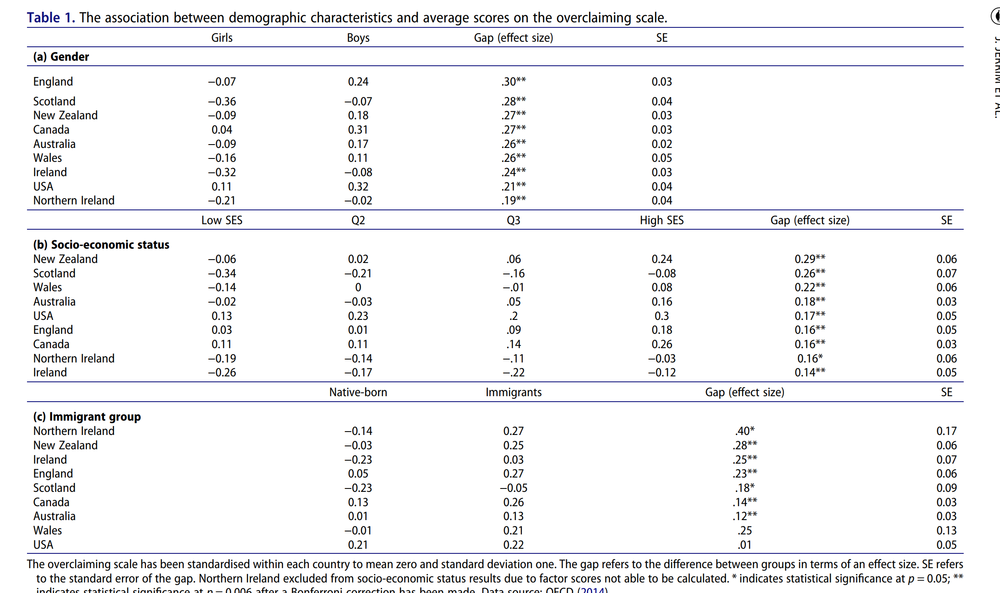 Table 1. The association between demographic characteristics and average scores on the overclaiming scale.
Girls Boys Gap (effect size) SE
(a) Gender
England −0.07 0.24 .30** 0.03
Scotland −0.36 −0.07 .28** 0.04
New Zealand −0.09 0.18 .27** 0.03
Canada 0.04 0.31 .27** 0.03
Australia −0.09 0.17 .26** 0.02
Wales −0.16 0.11 .26** 0.05
Ireland −0.32 −0.08 .24** 0.03
USA 0.11 0.32 .21** 0.04
Northern Ireland −0.21 −0.02 .19** 0.04
Low SES Q2 Q3 High SES Gap (effect size) SE
(b) Socio-economic status
New Zealand −0.06 0.02 .06 0.24 0.29** 0.06
Scotland −0.34 −0.21 −.16 −0.08 0.26** 0.07
Wales −0.14 0 −.01 0.08 0.22** 0.06
Australia −0.02 −0.03 .05 0.16 0.18** 0.03
USA 0.13 0.23 .2 0.3 0.17** 0.05
England 0.03 0.01 .09 0.18 0.16** 0.05
Canada 0.11 0.11 .14 0.26 0.16** 0.03
Northern Ireland −0.19 −0.14 −.11 −0.03 0.16* 0.06
Ireland −0.26 −0.17 −.22 −0.12 0.14** 0.05
Native-born Immigrants Gap (effect size) SE
(c) Immigrant group
Northern Ireland −0.14 0.27 .40* 0.17
New Zealand −0.03 0.25 .28** 0.06
Ireland −0.23 0.03 .25** 0.07
England 0.05 0.27 .23** 0.06
Scotland −0.23 −0.05 .18* 0.09
Canada 0.13 0.26 .14** 0.03
Australia 0.01 0.13 .12** 0.03
Wales −0.01 0.21 .25 0.13
USA 0.21 0.22 .01 0.05
The overclaiming scale has been standardised within each country to mean zero and standard deviation one. The gap refers to the difference between groups in terms of an effect size. SE refers
to the standard error of the gap. Northern Ireland excluded from socio-economic status results due to factor scores not able to be calculated. * indicates statistical significance at p = 0.05; **
indicates statistical significance at p = 0.006 after a Bonferroni correction has been made. Data source: OECD (2014)
J. JERRIM ET AL.